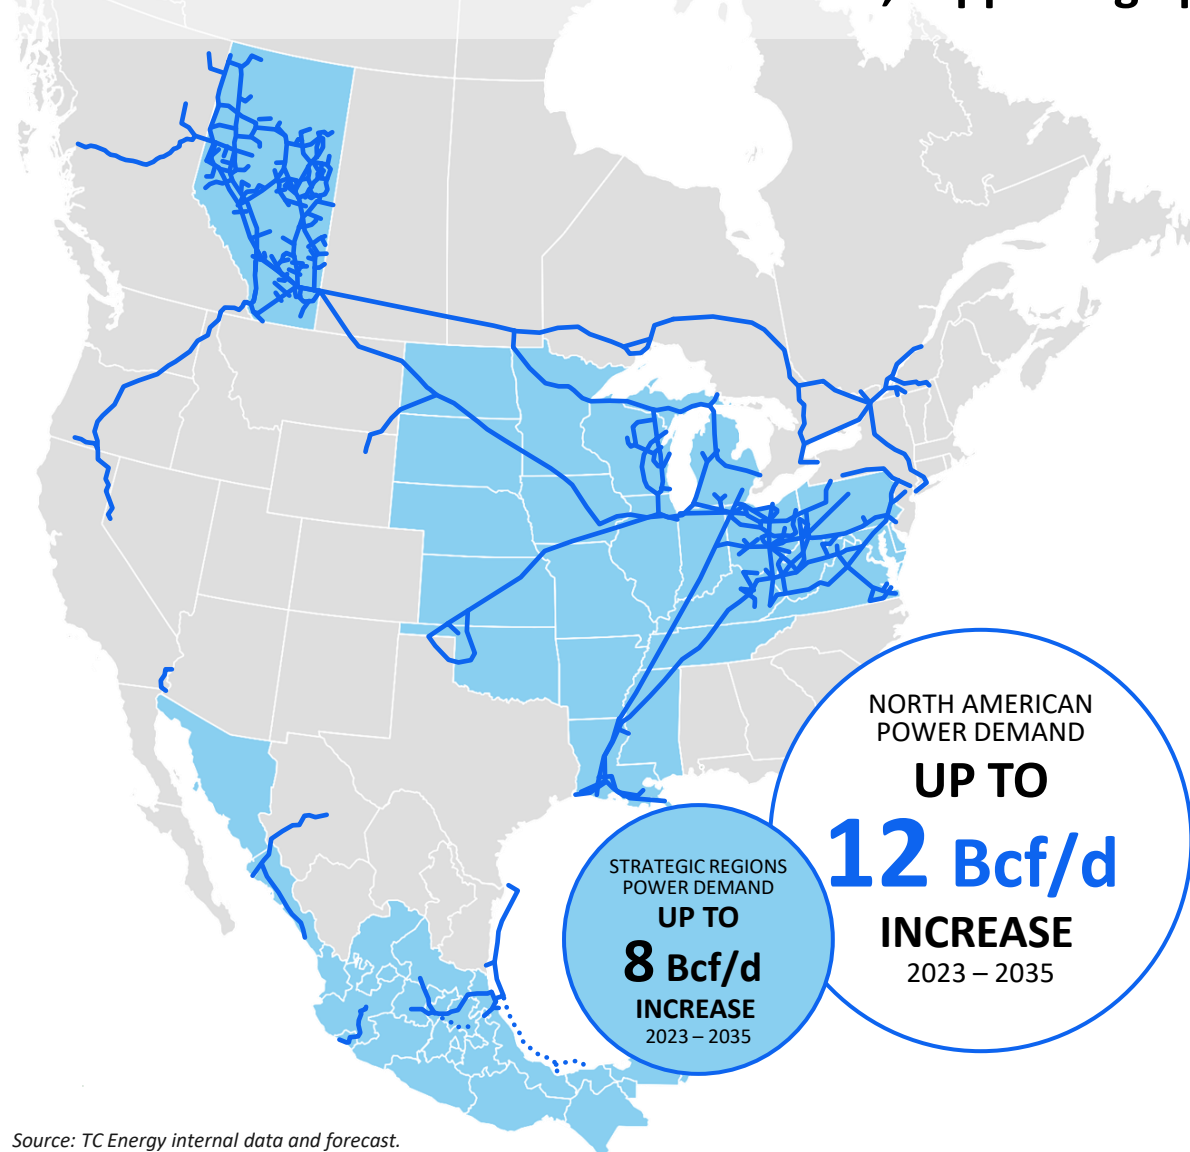 NORTH AMERICAN
POWER DEMAND
UP TO
12 Bcf/d
INCREASE
2023 – 2035
STRATEGIC REGIONS
POWER DEMAND
UP TO
8 Bcf/d
INCREASE
2023 – 2035
Source: TC Energy internal data and forecast.